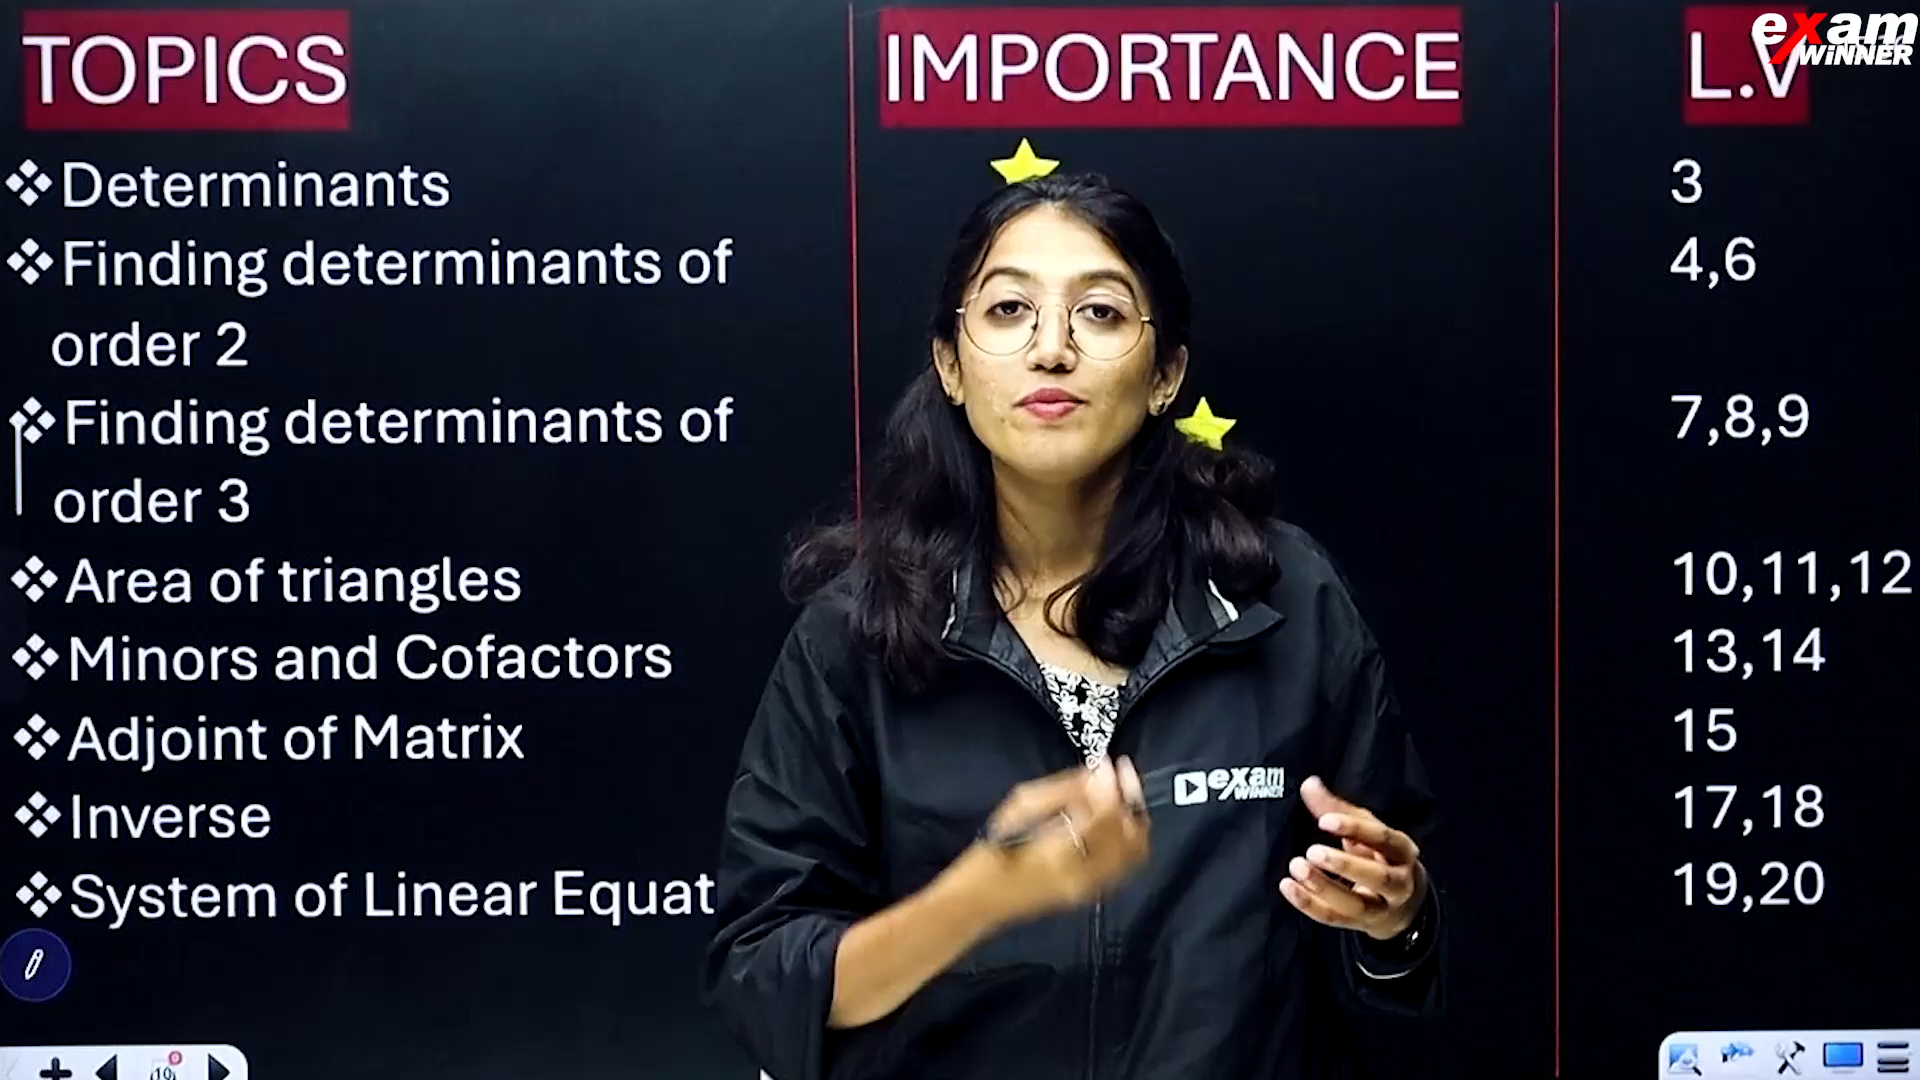 TOPICS
IMPORTANCE
L.V
exam
WINNER
❖Determinants
3
❖Finding determinants of
order 2
4,6
❖Finding determinants of
order 3
7,8,9
❖Area of triangles
10,11,12
❖Minors and Cofactors
13,14
❖Adjoint of Matrix
15
❖Inverse
17,18
❖System of Linear Equat
19,20
exam
WINNER
19
0